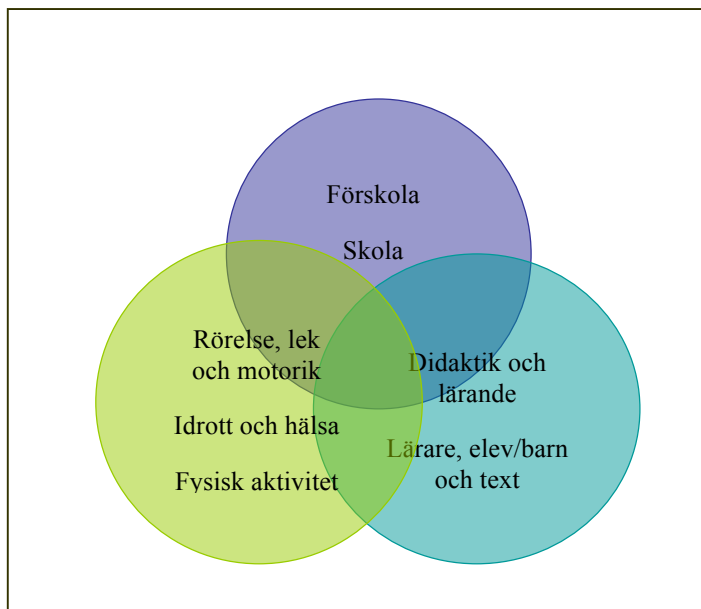 Förskola
Skola
Rörelse, lek
och motorik
Idrott och hälsa
Fysisk aktivitet
Didaktik och
lärande
Lärare, elev/barn
och text